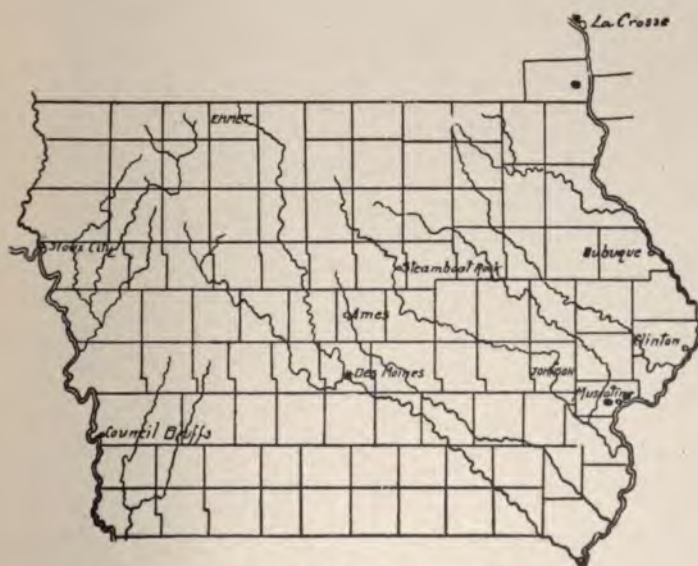 La Crosse
EMMET
Sioux City
Dubuque
Steamboat Rock
Ames
Clinton
Des Moines
JOHNSON
Muscatine
Council Bluffs